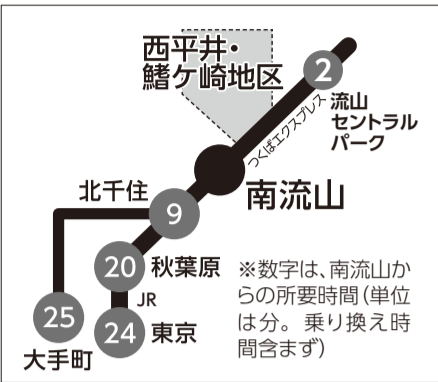 西平井・
鰭ケ崎地区
2
流山
セントラル
パーク
つくばエクスプレス
南流山
北千住
9
20
秋葉原
JR
25
24
東京
大手町
※数字は、南流山か
らの所要時間(単位
は分。乗り換え時
間含まず)